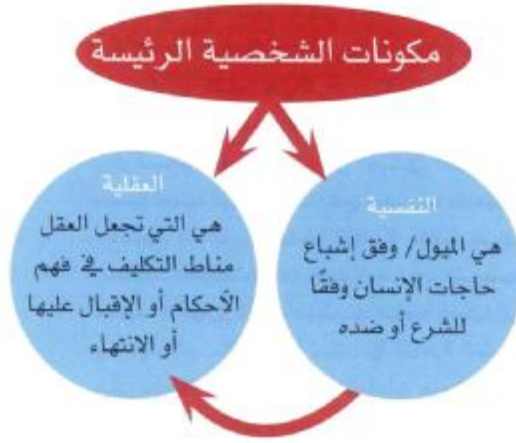 مكونات الشخصية الرئيسة
النفسية
هي الميول/ وفق إشباع
حاجات الإنسان وفقًا
للشرع أو ضده
العقلية
هي التي تجعل العقل
مناط التكليف في فهم
الأحكام أو الإقبال عليها
أو الانتهاء